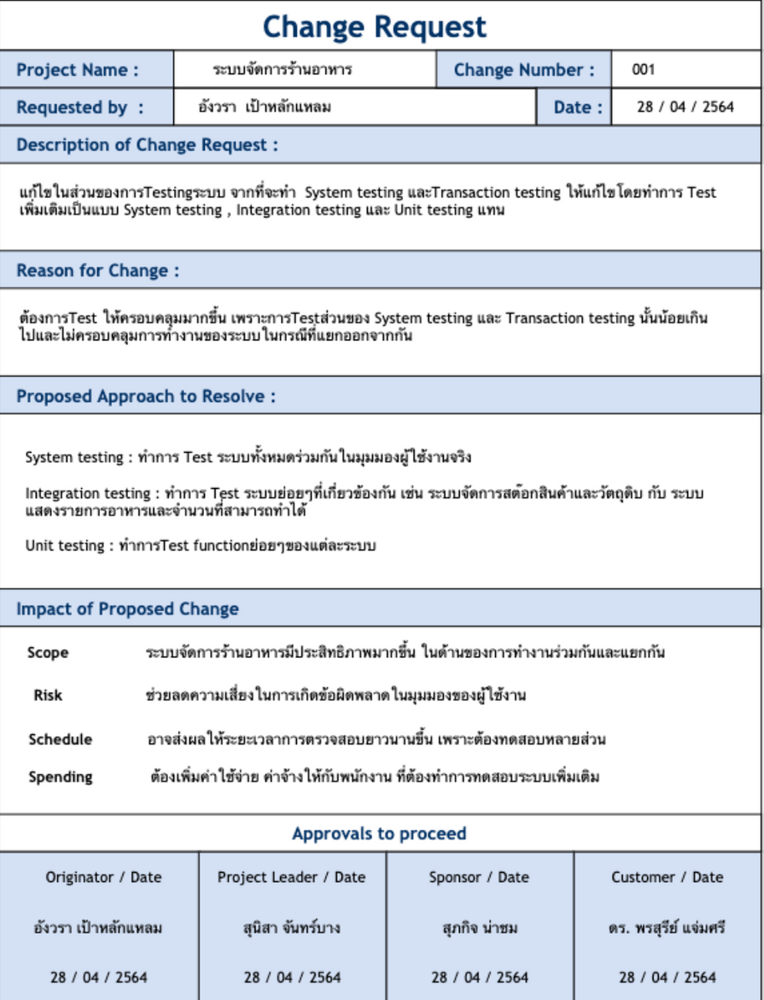 Change Request
Project Name : ระบบจัดการร้านอาหาร Change Number : 001
Requested by : อังวรา เป้าหลักแหลม Date : 28 / 04 / 2564
Description of Change Request :
แก้ไขในส่วนของการTestingระบบ จากที่จะทำ System testing และTransaction testing ให้แก้ไขโดยทำการ Test
เพิ่มเติมเป็นแบบ System testing , Integration testing และ Unit testing แทน
Reason for Change :
ต้องการTest ให้ครอบคลุมมากขึ้น เพราะการTestส่วนของ System testing และ Transaction testing นั้นน้อยเกิน
ไปและไม่ครอบคลุมการทำงานของระบบในกรณีที่แยกออกจากกัน
Proposed Approach to Resolve :
System testing : ทำการ Test ระบบทั้งหมดร่วมกันในมุมมองผู้ใช้งานจริง
Integration testing : ทำการ Test ระบบย่อยๆที่เกี่ยวข้องกัน เช่น ระบบจัดการสต๊อกสินค้าและวัตถุดิบ กับ ระบบ
แสดงรายการอาหารและจำนวนที่สามารถทำได้
Unit testing : ทำการTest functionย่อยๆของแต่ละระบบ
Impact of Proposed Change
Scope ระบบจัดการร้านอาหารมีประสิทธิภาพมากขึ้น ในด้านของการทำงานร่วมกันและแยกกัน
Risk ช่วยลดความเสี่ยงในการเกิดข้อผิดพลาดในมุมมองของผู้ใช้งาน
Schedule อาจส่งผลให้ระยะเวลาการตรวจสอบยาวนานขึ้น เพราะต้องทดสอบหลายส่วน
Spending ต้องเพิ่มค่าใช้จ่าย ค่าจ้างให้กับพนักงาน ที่ต้องทำการทดสอบระบบเพิ่มเติม
Approvals to proceed
Originator / Date Project Leader / Date Sponsor / Date Customer / Date
อังวรา เป้าหลักแหลม สุนิสา จันทร์บาง สุภกิจ น่าชม ดร. พรสุรีย์ แจ่มศรี
28 / 04 / 2564 28 / 04 / 2564 28 / 04 / 2564 28 / 04 / 2564